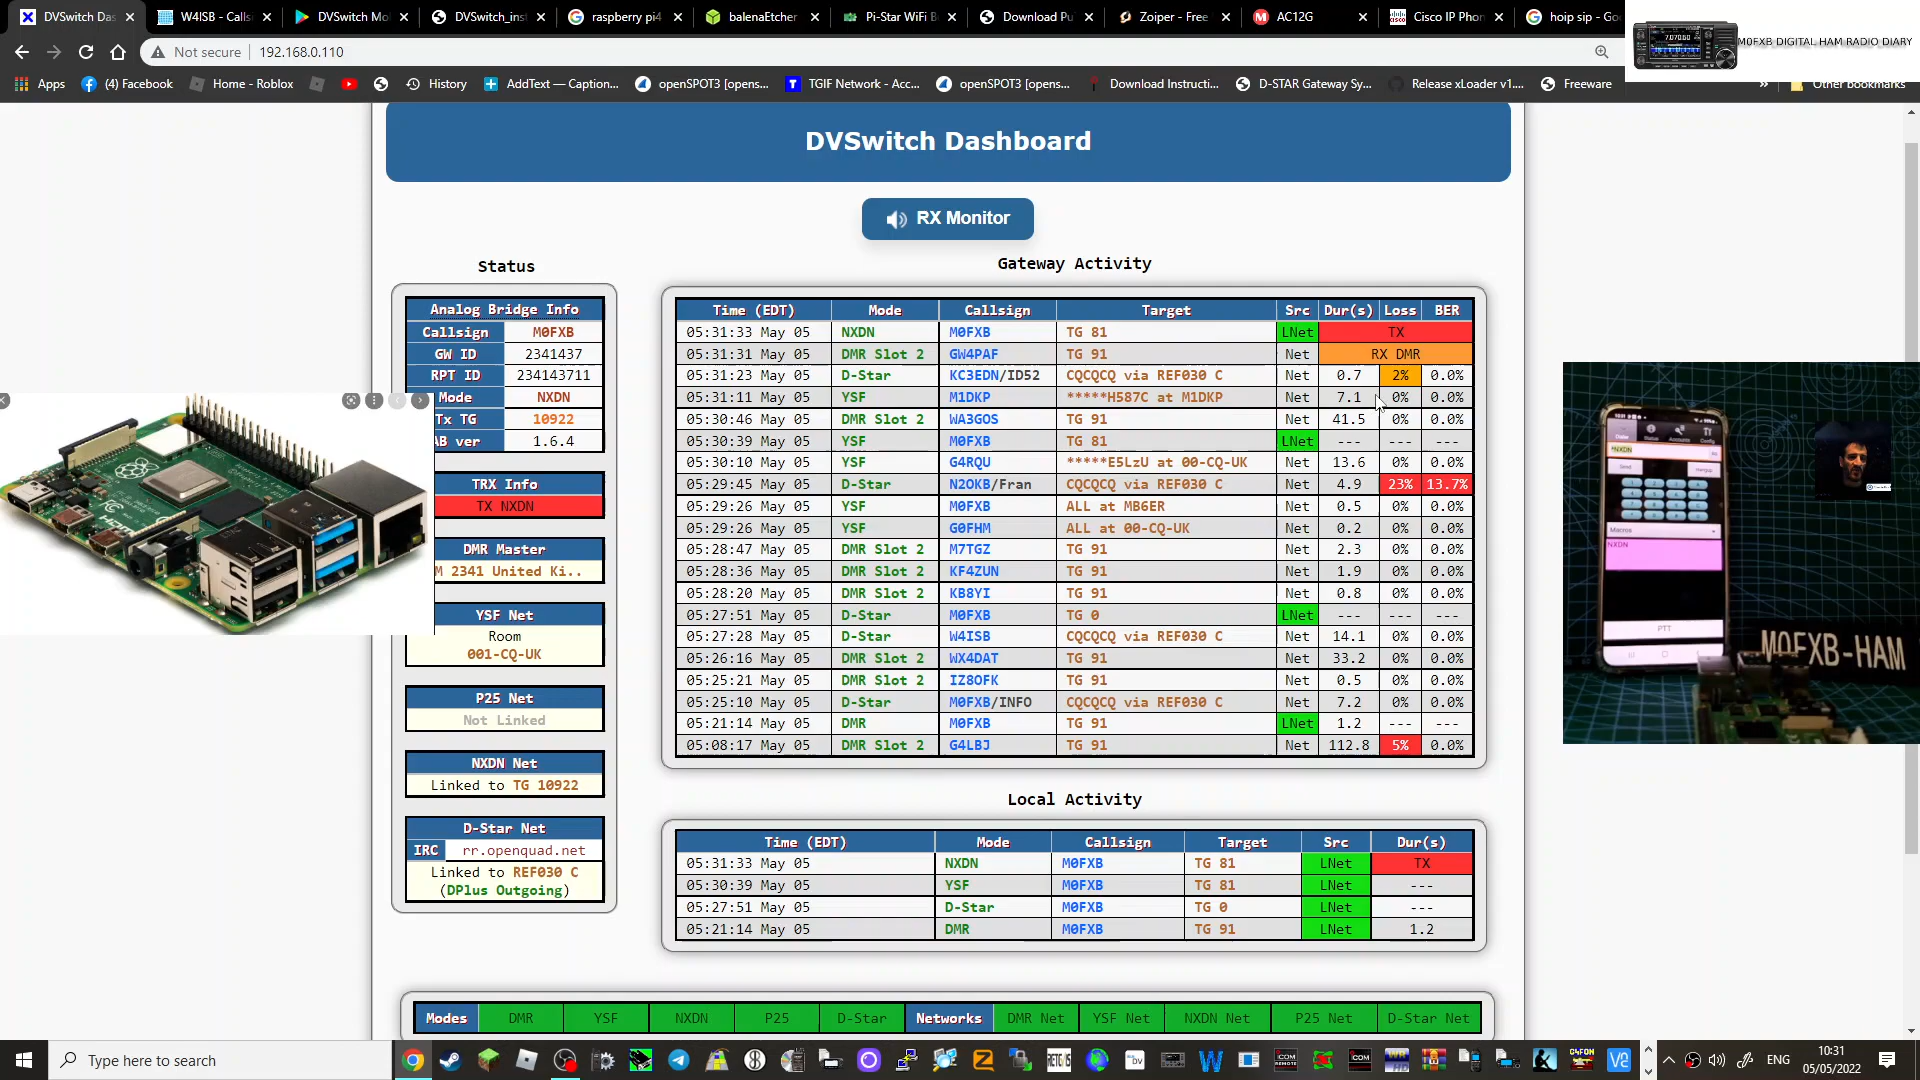 DVSwitch Das
W4ISB - Calls
DVSwitch Mo
DVSwitch_inst
raspberry pi4
balenaEtcher
Pi-Star WiFi B
Download Pu
Zoiper - Free
AC12G
Cisco IP Phon
hoip sip - Goo
M0FXB DIGITAL HAM RADIO DIARY
Not secure
192.168.0.110
Apps
(4) Facebook
Home - Roblox
History
AddText — Caption...
openSPOT3 [opens...
TGIF Network - Acc...
openSPOT3 [opens...
Download Instructi...
D-STAR Gateway Sy...
Release xLoader v1....
Freeware
»
Other bookmarks
DVSwitch Dashboard
RX Monitor
Status
Analog Bridge Info
Callsign M0FXB
GW ID 2341437
RPT ID 234143711
Mode NXDN
Tx TG 10922
AB ver 1.6.4
TRX Info
TX NXDN
DMR Master
M 2341 United Ki..
YSF Net
Room
001-CQ-UK
P25 Net
Not Linked
NXDN Net
Linked to TG 10922
D-Star Net
IRC rr.openquad.net
Linked to REF030 C
(DPlus Outgoing)
Gateway Activity
Time (EDT) Mode Callsign Target Src Dur(s) Loss BER
05:31:33 May 05 NXDN M0FXB TG 81 LNet TX
05:31:31 May 05 DMR Slot 2 GW4PAF TG 91 Net RX DMR
05:31:23 May 05 D-Star KC3EDN/ID52 CQCQCQ via REF030 C Net 0.7 2% 0.0%
05:31:11 May 05 YSF M1DKP *****H587C at M1DKP Net 7.1 0% 0.0%
05:30:46 May 05 DMR Slot 2 WA3GOS TG 91 Net 41.5 0% 0.0%
05:30:39 May 05 YSF M0FXB TG 81 LNet --- --- ---
05:30:10 May 05 YSF G4RQU *****E5LzU at 00-CQ-UK Net 13.6 0% 0.0%
05:29:45 May 05 D-Star N2OKB/Fran CQCQCQ via REF030 C Net 4.9 23% 13.7%
05:29:26 May 05 YSF M0FXB ALL at MB6ER Net 0.5 0% 0.0%
05:29:26 May 05 YSF G0FHM ALL at 00-CQ-UK Net 0.2 0% 0.0%
05:28:47 May 05 DMR Slot 2 M7TGZ TG 91 Net 2.3 0% 0.0%
05:28:36 May 05 DMR Slot 2 KF4ZUN TG 91 Net 1.9 0% 0.0%
05:28:20 May 05 DMR Slot 2 KB8YI TG 91 Net 0.8 0% 0.0%
05:27:51 May 05 D-Star M0FXB TG 0 LNet --- --- ---
05:27:28 May 05 D-Star W4ISB CQCQCQ via REF030 C Net 14.1 0% 0.0%
05:26:16 May 05 DMR Slot 2 WX4DAT TG 91 Net 33.2 0% 0.0%
05:25:21 May 05 DMR Slot 2 IZ8OFK TG 91 Net 0.5 0% 0.0%
05:25:10 May 05 D-Star M0FXB/INFO CQCQCQ via REF030 C Net 7.2 0% 0.0%
05:21:14 May 05 DMR M0FXB TG 91 LNet 1.2 --- ---
05:08:17 May 05 DMR Slot 2 G4LBJ TG 91 Net 112.8 5% 0.0%
Local Activity
Time (EDT) Mode Callsign Target Src Dur(s)
05:31:33 May 05 NXDN M0FXB TG 81 LNet TX
05:30:39 May 05 YSF M0FXB TG 81 LNet ---
05:27:51 May 05 D-Star M0FXB TG 0 LNet ---
05:21:14 May 05 DMR M0FXB TG 91 LNet 1.2
Modes DMR YSF NXDN P25 D-Star Networks DMR Net YSF Net NXDN Net P25 Net D-Star Net
Macros
NXDN
PTT
M0FXB-HAM
Type here to search
ENG
10:31
05/05/2022